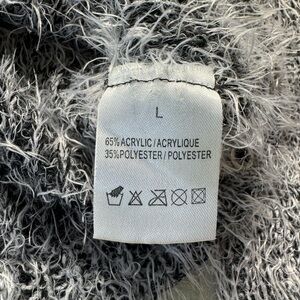 L
65% ACRYLIC / ACRYLIQUE
35% POLYESTER / POLYESTER